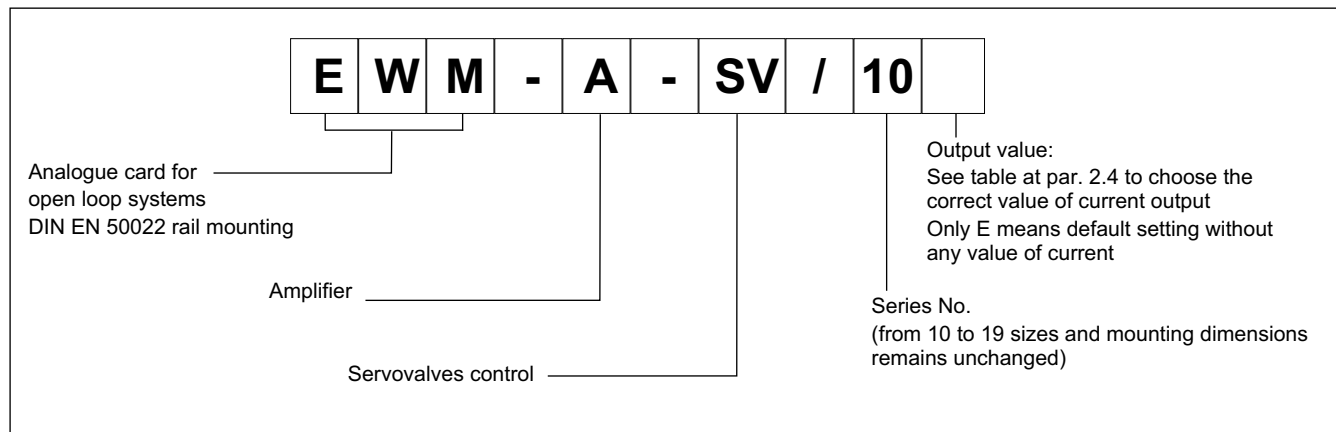 EWM-A-SV/10
Analogue card for
open loop systems
DIN EN 50022 rail mounting
Amplifier
Servovalves control
Output value:
See table at par. 2.4 to choose the
correct value of current output
Only E means default setting without
any value of current
Series No.
(from 10 to 19 sizes and mounting dimensions
remains unchanged)